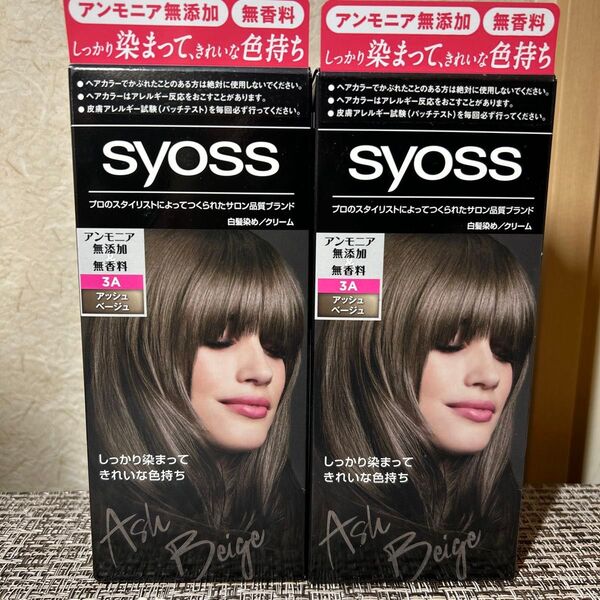 アンモニア無添加 無香料
しっかり染まって、きれいな色持ち
●ヘアカラーでかぶれたことのある方は絶対に使用しないでください。
●ヘアカラーはアレルギー反応をおこすことがあります。
●皮膚アレルギー試験(パッチテスト)を毎回必ず行ってください。
syoss
プロのスタイリストによってつくられたサロン品質ブランド
白髪染め/クリーム
アンモニア
無添加
+
無香料
3A
アッシュ
ベージュ
しっかり染まって
きれいな色持ち
Ash
Beige
アンモニア無添加 無香料
しっかり染まって、きれいな色持ち
●ヘアカラーでかぶれたことのある方は絶対に使用しないでください。
●ヘアカラーはアレルギー反応をおこすことがあります。
●皮膚アレルギー試験(パッチテスト)を毎回必ず行ってください。
syoss
プロのスタイリストによってつくられたサロン品質ブランド
白髪染め/クリーム
アンモニア
無添加
+
無香料
3A
アッシュ
ベージュ
しっかり染まって
きれいな色持ち
Ash
Beige